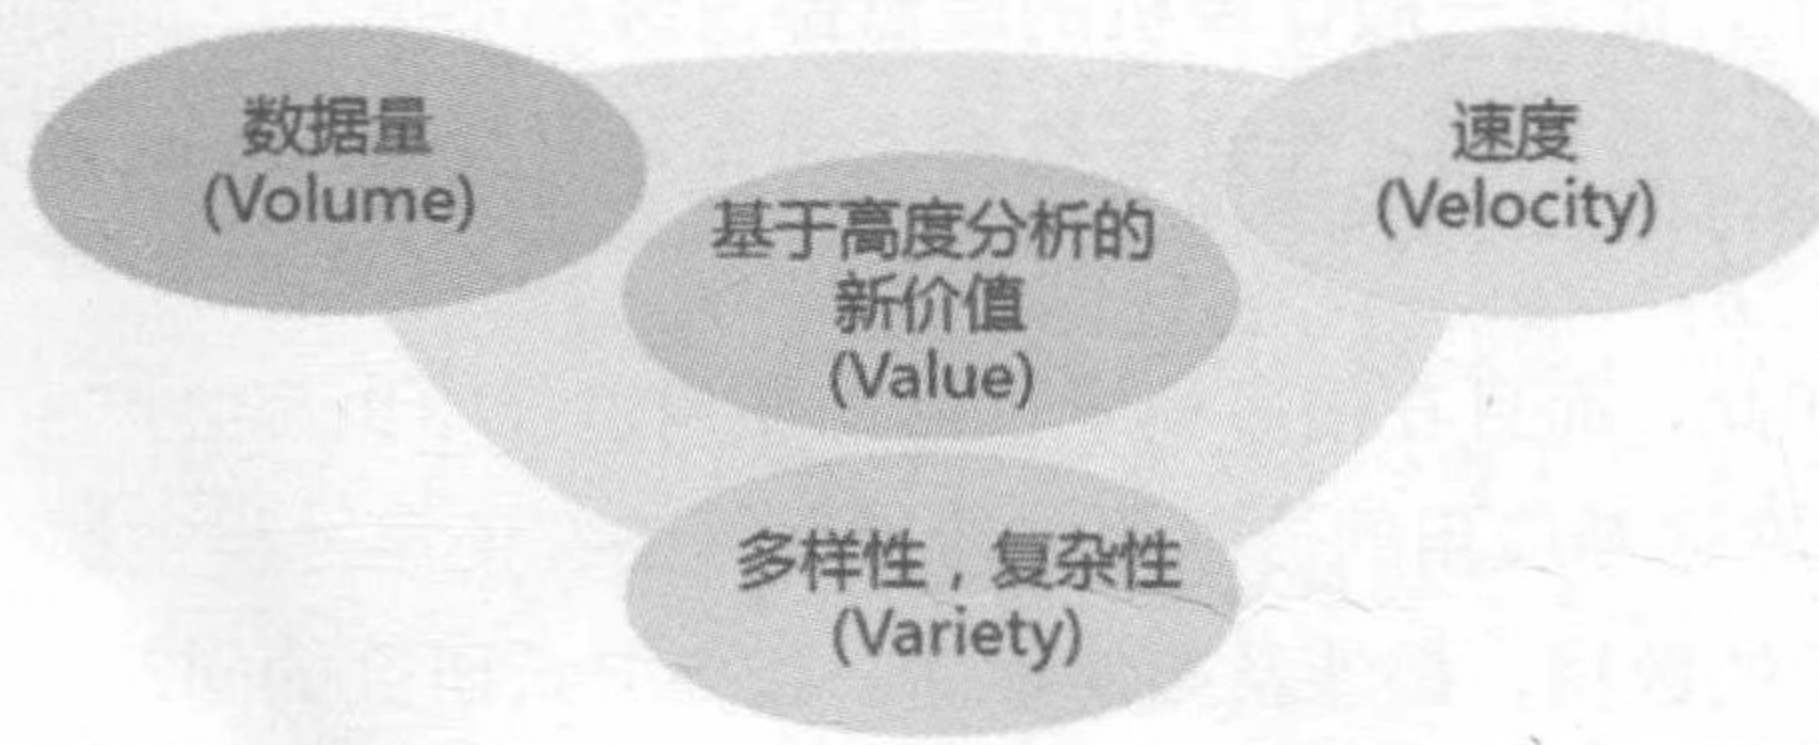 数据量
(Volume)
速度
(Velocity)
基于高度分析的
新价值
(Value)
多样性，复杂性
(Variety)